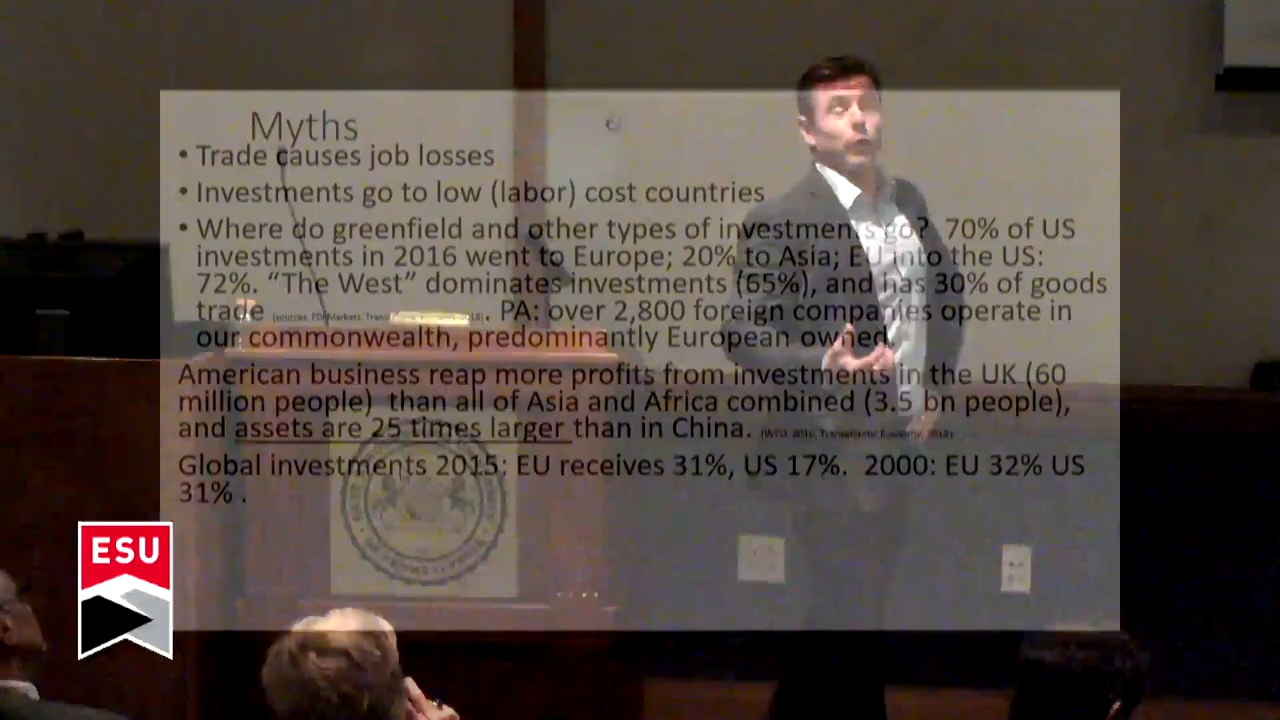 Myths
• Trade causes job losses
• Investments go to low (labor) cost countries
• Where do greenfield and other types of investments go?  70% of US
investments in 2016 went to Europe; 20% to Asia; EU into the US:
72%. “The West” dominates investments (65%), and has 30% of goods
trade . PA: over 2,800 foreign companies operate in
our commonwealth, predominantly European owned.
American business reap more profits from investments in the UK (60
million people)  than all of Asia and Africa combined (3.5 bn people),
and assets are 25 times larger than in China. Transatlantic Economy, 2018)
Global investments 2015: EU receives 31%, US 17%.  2000: EU 32% US
31% .
ESU